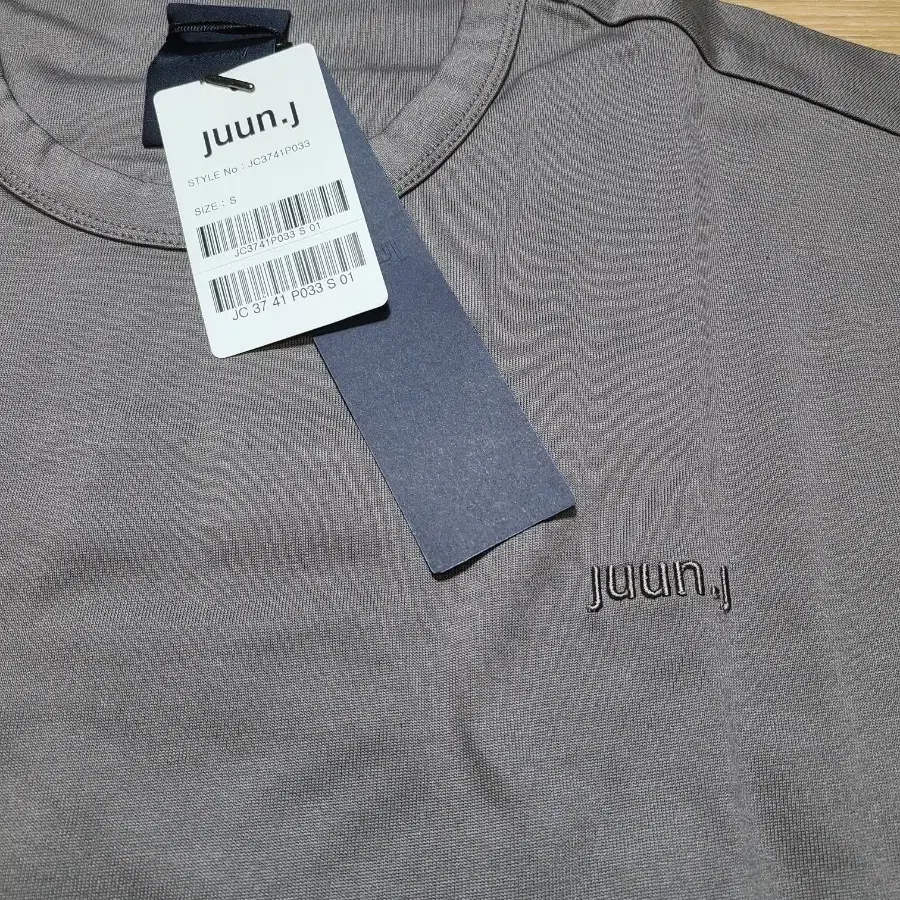 juun.j
STYLE No : JC3741P033
SIZE : S
JC3741P033 S 01
JC 37 41 P033 S 01
juun.j